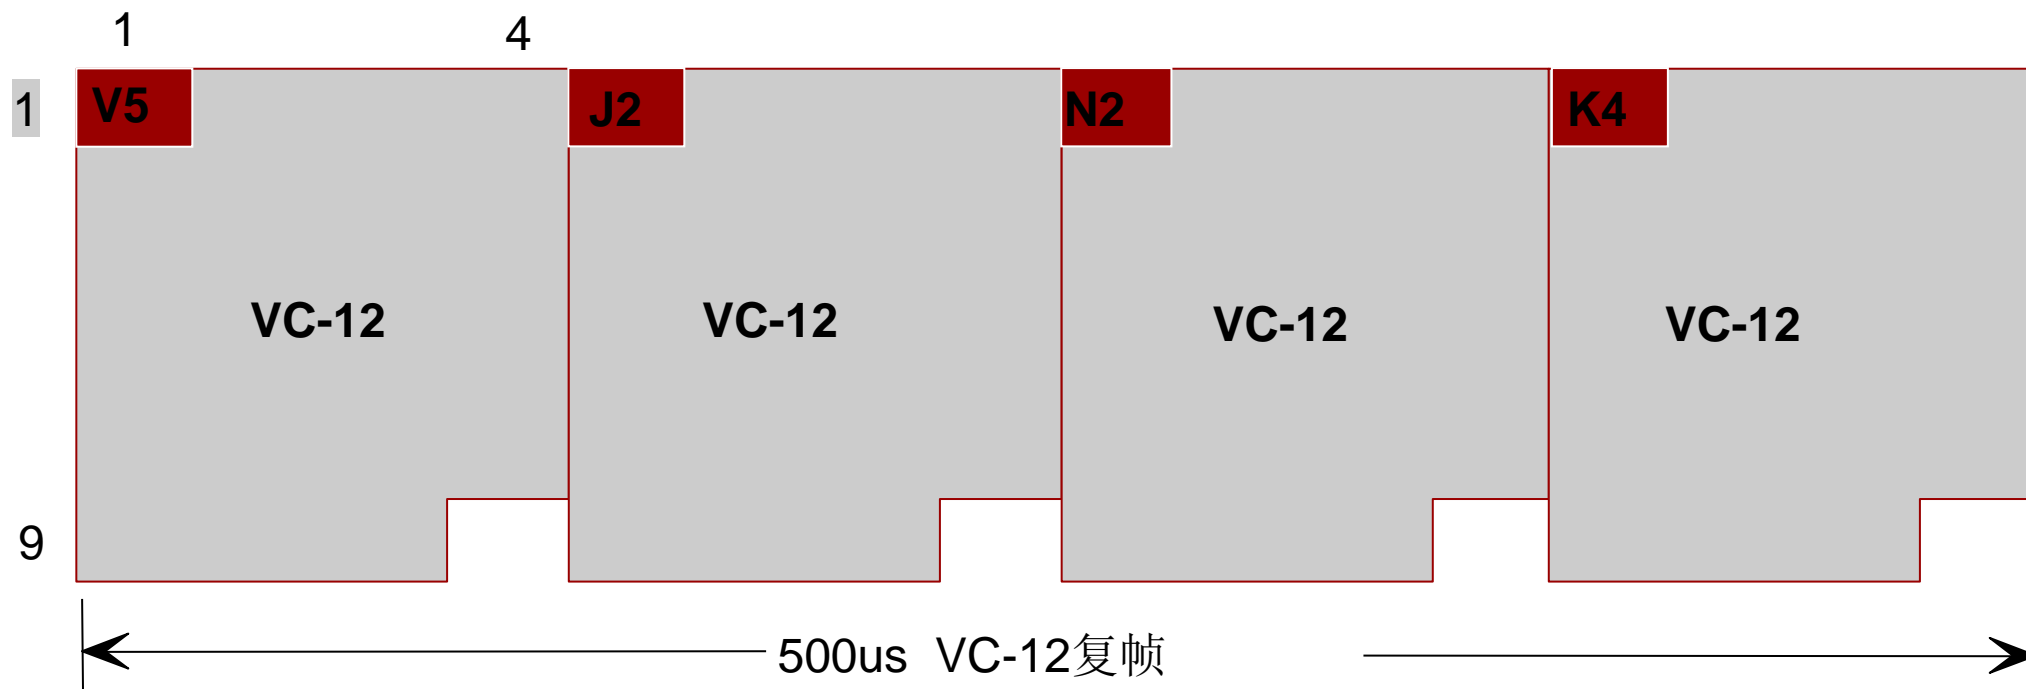 1 4
1 V5 J2 N2 K4
VC-12 VC-12 VC-12 VC-12
9
500us VC-12复帧